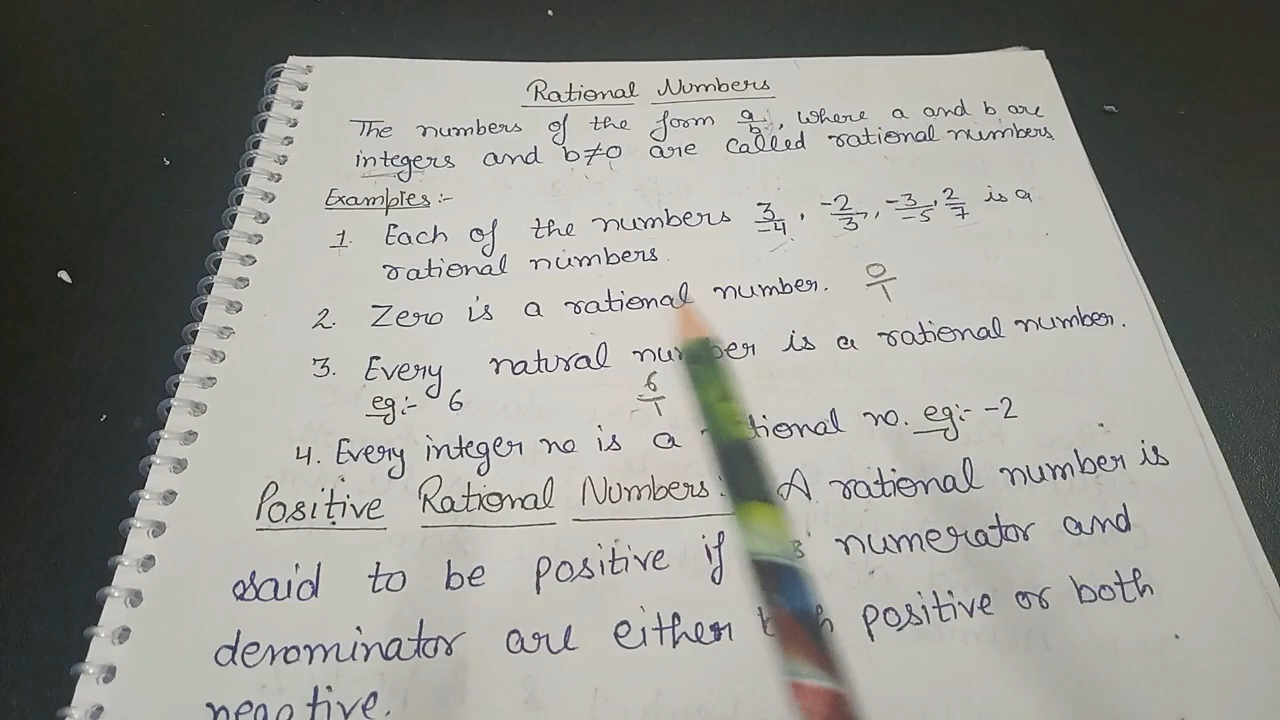 Rational Numbers
The numbers of the form a/b, where a and b are
integers and b≠0 are called rational numbers
Examples:-
1. Each of the numbers 3/-4, -2/3, -3/-5, 2/7 is a
rational numbers.
2. Zero is a rational number. 0/1
3. Every natural number is a rational number.
eg:- 6 6/1
4. Every integer no is a no. eg:- -2
Positive Rational Numbers: A rational number is
said to be positive if numerator and
denominator are either positive or both
negative.